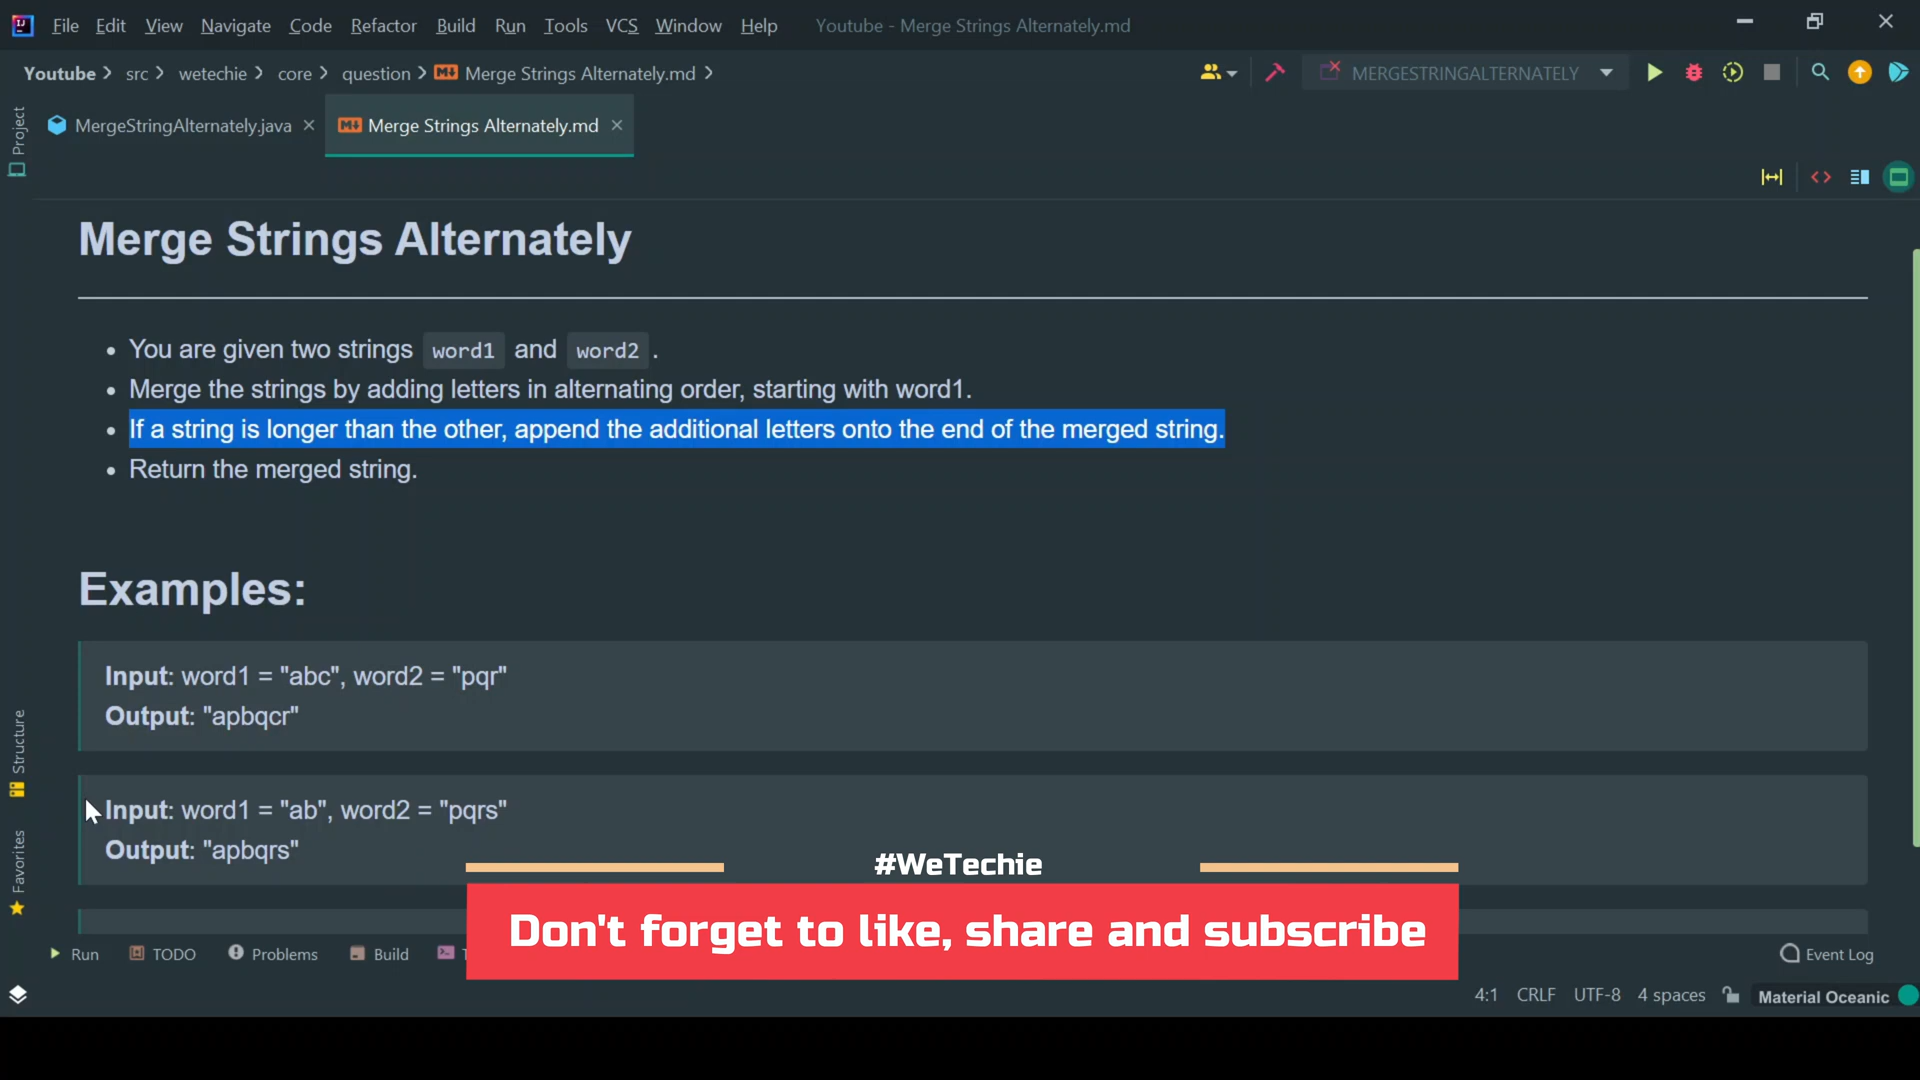 File Edit View Navigate Code Refactor Build Run Tools VCS Window Help Youtube - Merge Strings Alternately.md
Youtube src wetechie core question Merge Strings Alternately.md MERGESTRINGALTERNATELY
Project
MergeStringAlternately.java Merge Strings Alternately.md
Merge Strings Alternately
You are given two strings word1 and word2 .
Merge the strings by adding letters in alternating order, starting with word1.
If a string is longer than the other, append the additional letters onto the end of the merged string.
Return the merged string.
Examples:
Input: word1 = "abc", word2 = "pqr"
Output: "apbqcr"
Structure
Input: word1 = "ab", word2 = "pqrs"
Output: "apbqrs"
Favorites
#WeTechie
Don't forget to like, share and subscribe
Run TODO Problems Build Event Log
4:1 CRLF UTF-8 4 spaces Material Oceanic